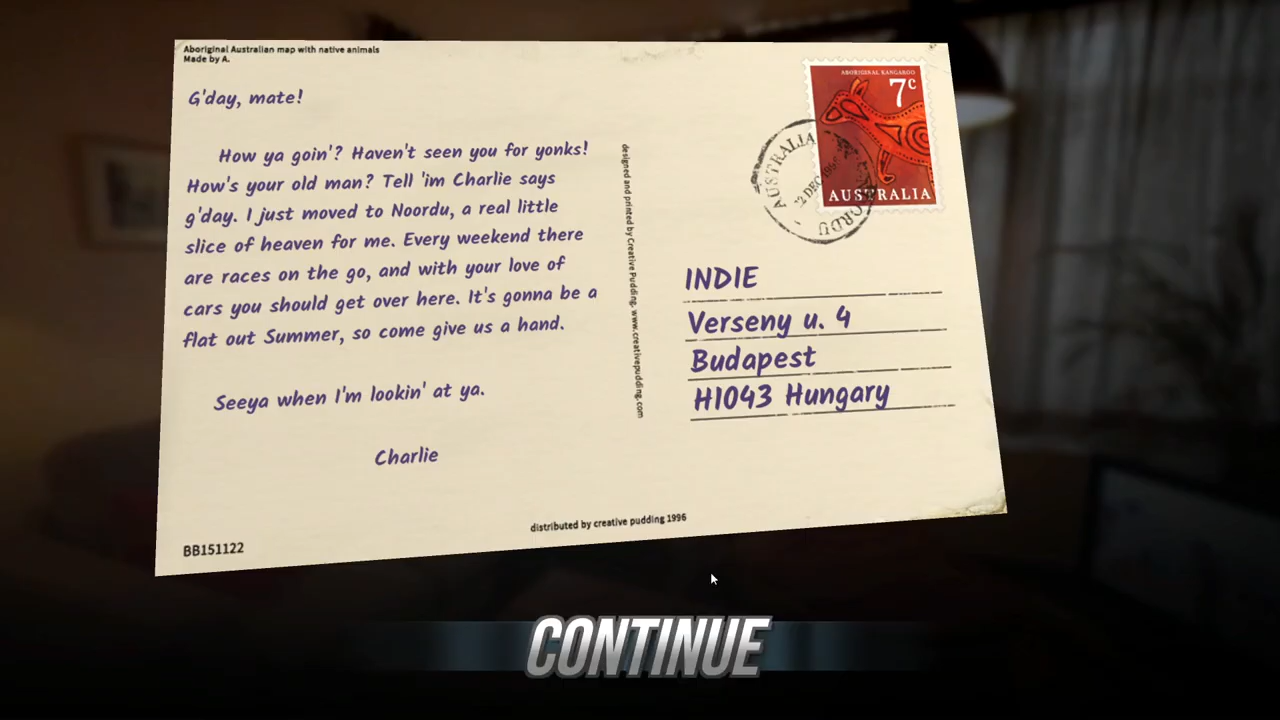 Aboriginal Australian map with native animals
Made by A.
G'day, mate!
How ya goin'? Haven't seen you for yonks!
How's your old man? Tell 'im Charlie says
g'day. I just moved to Noordu, a real little
slice of heaven for me. Every weekend there
are races on the go, and with your love of
cars you should get over here. It's gonna be a
flat out Summer, so come give us a hand.
Seeya when I'm lookin' at ya.
Charlie
BB151122
designed and printed by Creative Pudding. www.creativepudding.com
distributed by creative pudding 1996
ABORIGINAL KANGAROO
7c
AUSTRALIA
AUSTRALIA
2 DEC
INDIE
Verseny u. 4
Budapest
H1043 Hungary
CONTINUE